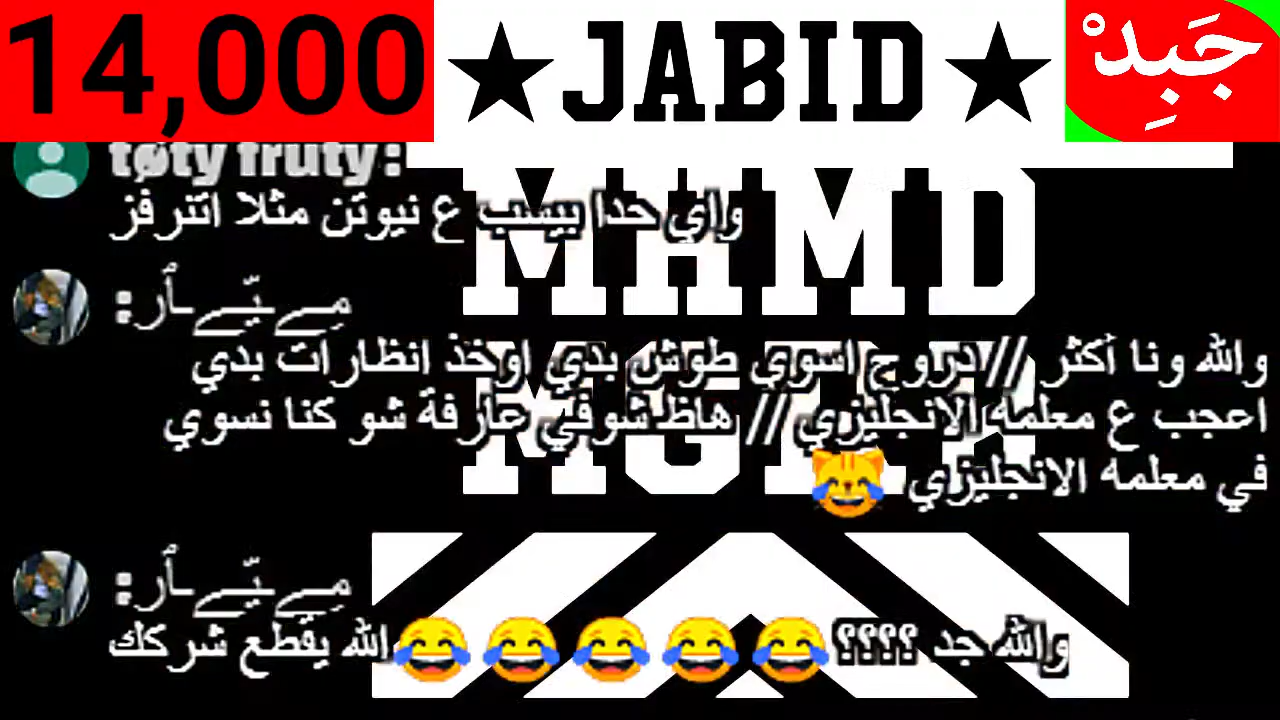 14,000
★JABID★
جَبِدْ
tøty fruty:
واي حدا بيسب ع نيوتن مثلا اتنرفز
MHMD
مِـيّـأر:
والله ونا أكثر // دروح اسوي طوش بدي اوخذ انظارات بدي
اعجب ع معلمه الانجليزي // هاظ شوفي عارفة شو كنا نسوي
في معلمه الانجليزي 😹
مِـيّـأر:
والله جد ؟؟؟؟😂😂😂😂😂الله يقطع شركك